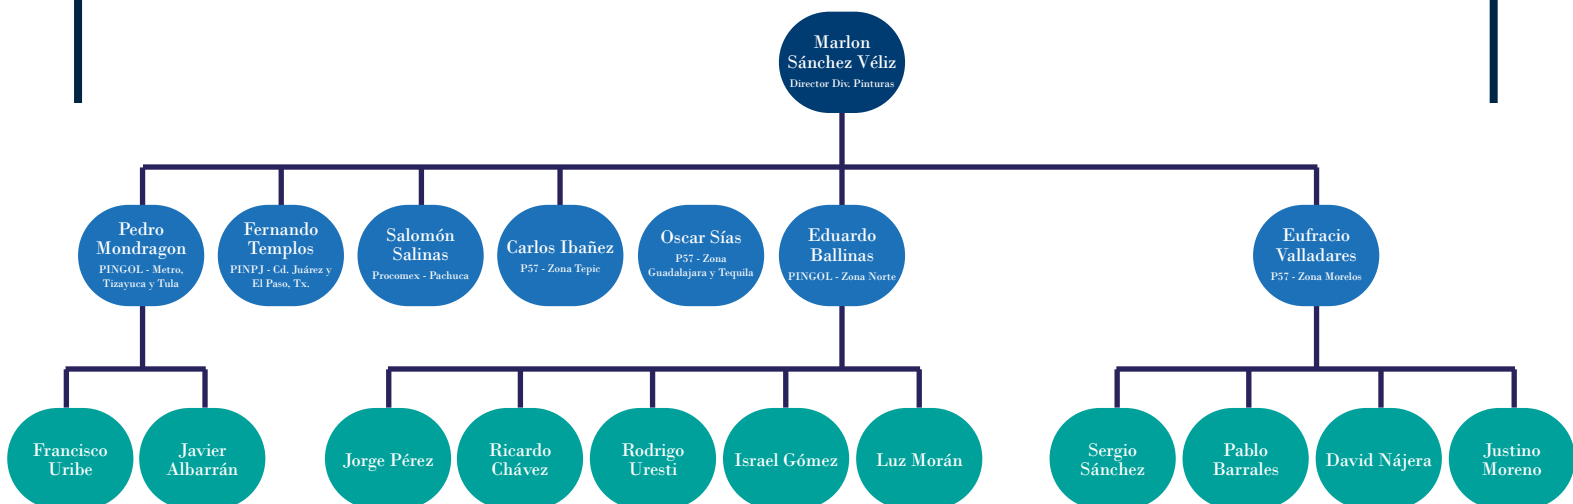 Marlon
Sánchez Véliz
Director Div. Pinturas
Pedro
Mondragon
PINGOL - Metro,
Tizayuca y Tula
Fernando
Templos
PINPJ - Cd. Juárez y
El Paso, Tx.
Salomón
Salinas
Procomex - Pachuca
Carlos Ibañez
P57 - Zona Tepic
Oscar Sías
P57 - Zona
Guadalajara y Tequila
Eduardo
Ballinas
PINGOL - Zona Norte
Eufracio
Valladares
P57 - Zona Morelos
Francisco
Uribe
Javier
Albarrán
Jorge Pérez
Ricardo
Chávez
Rodrigo
Uresti
Israel Gómez
Luz Morán
Sergio
Sánchez
Pablo
Barrales
David Nájera
Justino
Moreno